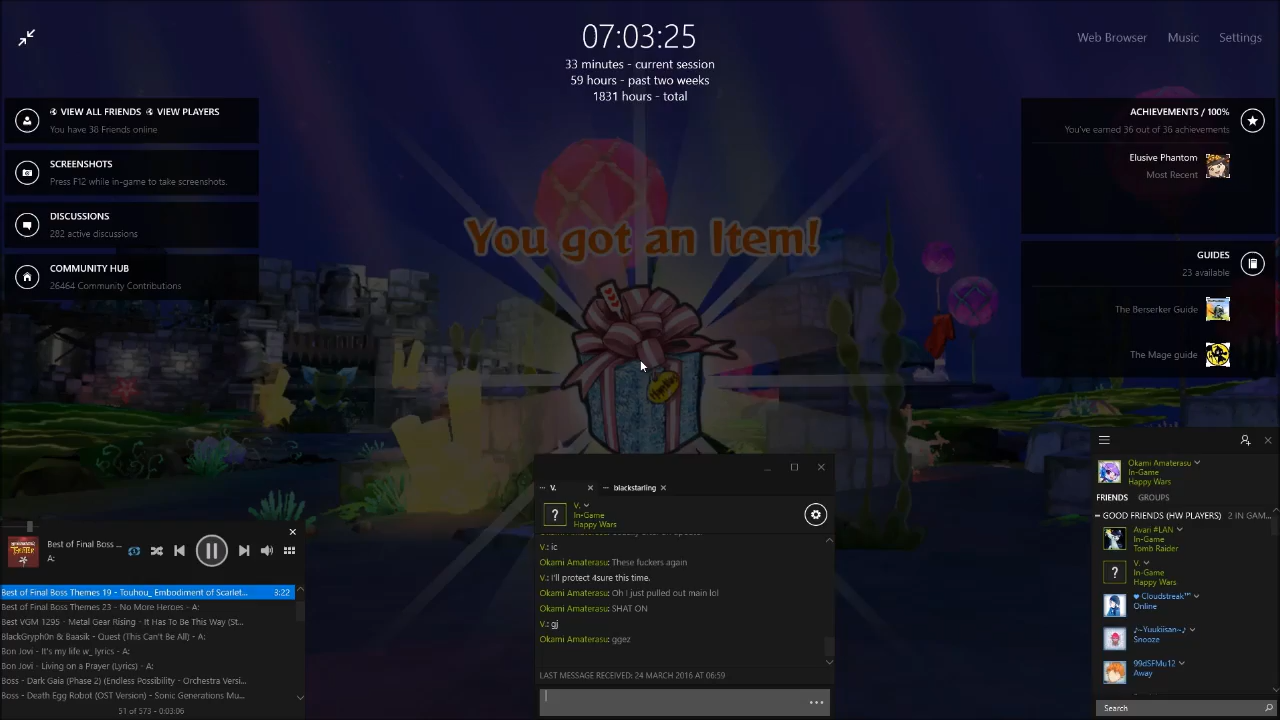 07:03:25
33 minutes - current session
59 hours - past two weeks
1831 hours - total
Web Browser
Music
Settings
VIEW ALL FRIENDS
VIEW PLAYERS
You have 38 Friends online
SCREENSHOTS
Press F12 while in-game to take screenshots.
DISCUSSIONS
282 active discussions
COMMUNITY HUB
26464 Community Contributions
You got an Item!
ACHIEVEMENTS / 100%
You've earned 36 out of 36 achievements
Elusive Phantom
Most Recent
GUIDES
23 available
The Berserker Guide
The Mage guide
Best of Final Boss ...
A:
Best of Final Boss Themes 19 - Touhou_ Embodiment of Scarlet... 3:22
Best of Final Boss Themes 23 - No More Heroes - A:
Best VGM 1295 - Metal Gear Rising - It Has To Be This Way (St...
BlackGryph0n & Baasik - Quest (This Can't Be All) - A:
Bon Jovi - It's my life w_ lyrics - A:
Bon Jovi - Living on a Prayer (Lyrics) - A:
Boss - Dark Gaia (Phase 2) (Endless Possibility - Orchestra Versi...
Boss - Death Egg Robot (OST Version) - Sonic Generations Mu...
51 of 573 - 0:03:06
V.
blackstarling
V.
In-Game
Happy Wars
V.: ic
Okami Amaterasu: These fuckers again
V.: I'll protect 4sure this time.
Okami Amaterasu: Oh I just pulled out main lol
Okami Amaterasu: SHAT ON
V.: gj
Okami Amaterasu: ggez
LAST MESSAGE RECEIVED: 24 MARCH 2016 AT 06:59
Okami Amaterasu
In-Game
Happy Wars
FRIENDS
GROUPS
GOOD FRIENDS (HW PLAYERS) 2 IN GAM...
Avari #LAN
In-Game
Tomb Raider
V.
In-Game
Happy Wars
♥ Cloudstreak™
Online
♪~Yuukiisan~♪
Snooze
99dSFMu12
Away
Search